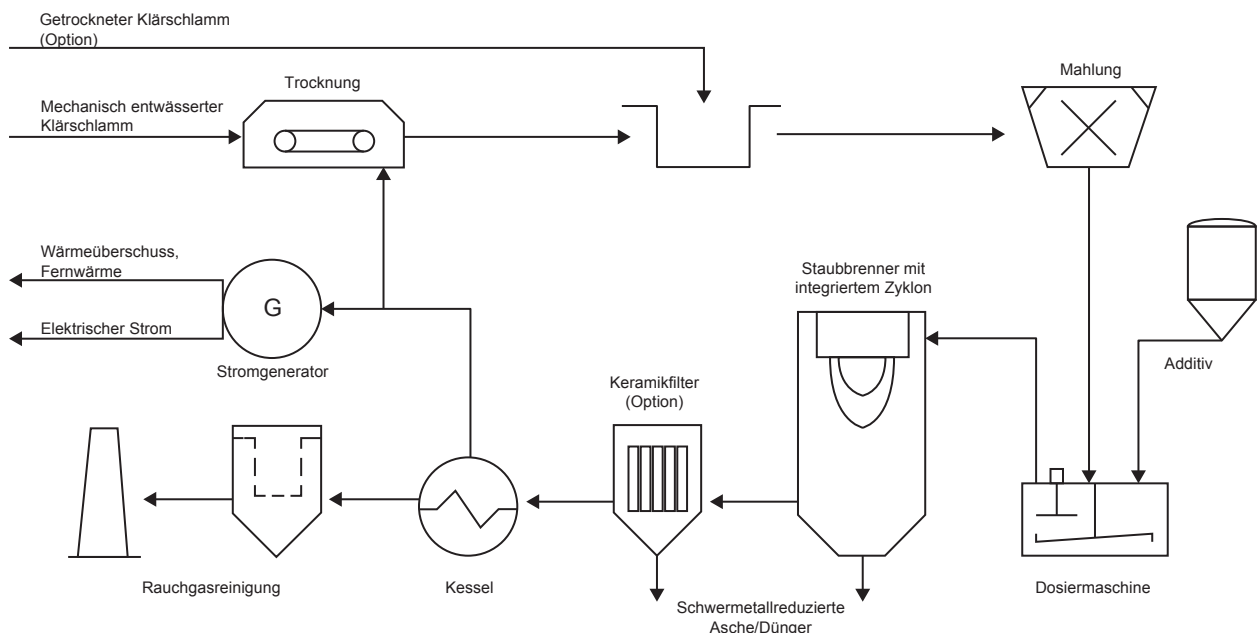 Getrockneter Klärschlamm
(Option)
Trocknung
Mahlung
Mechanisch entwässerter
Klärschlamm
Wärmeüberschuss,
Fernwärme
G
Elektrischer Strom
Stromgenerator
Staubbrenner mit
integriertem Zyklon
Additiv
Keramikfilter
(Option)
Rauchgasreinigung
Kessel
Schwermetallreduzierte
Asche/Dünger
Dosiermaschine